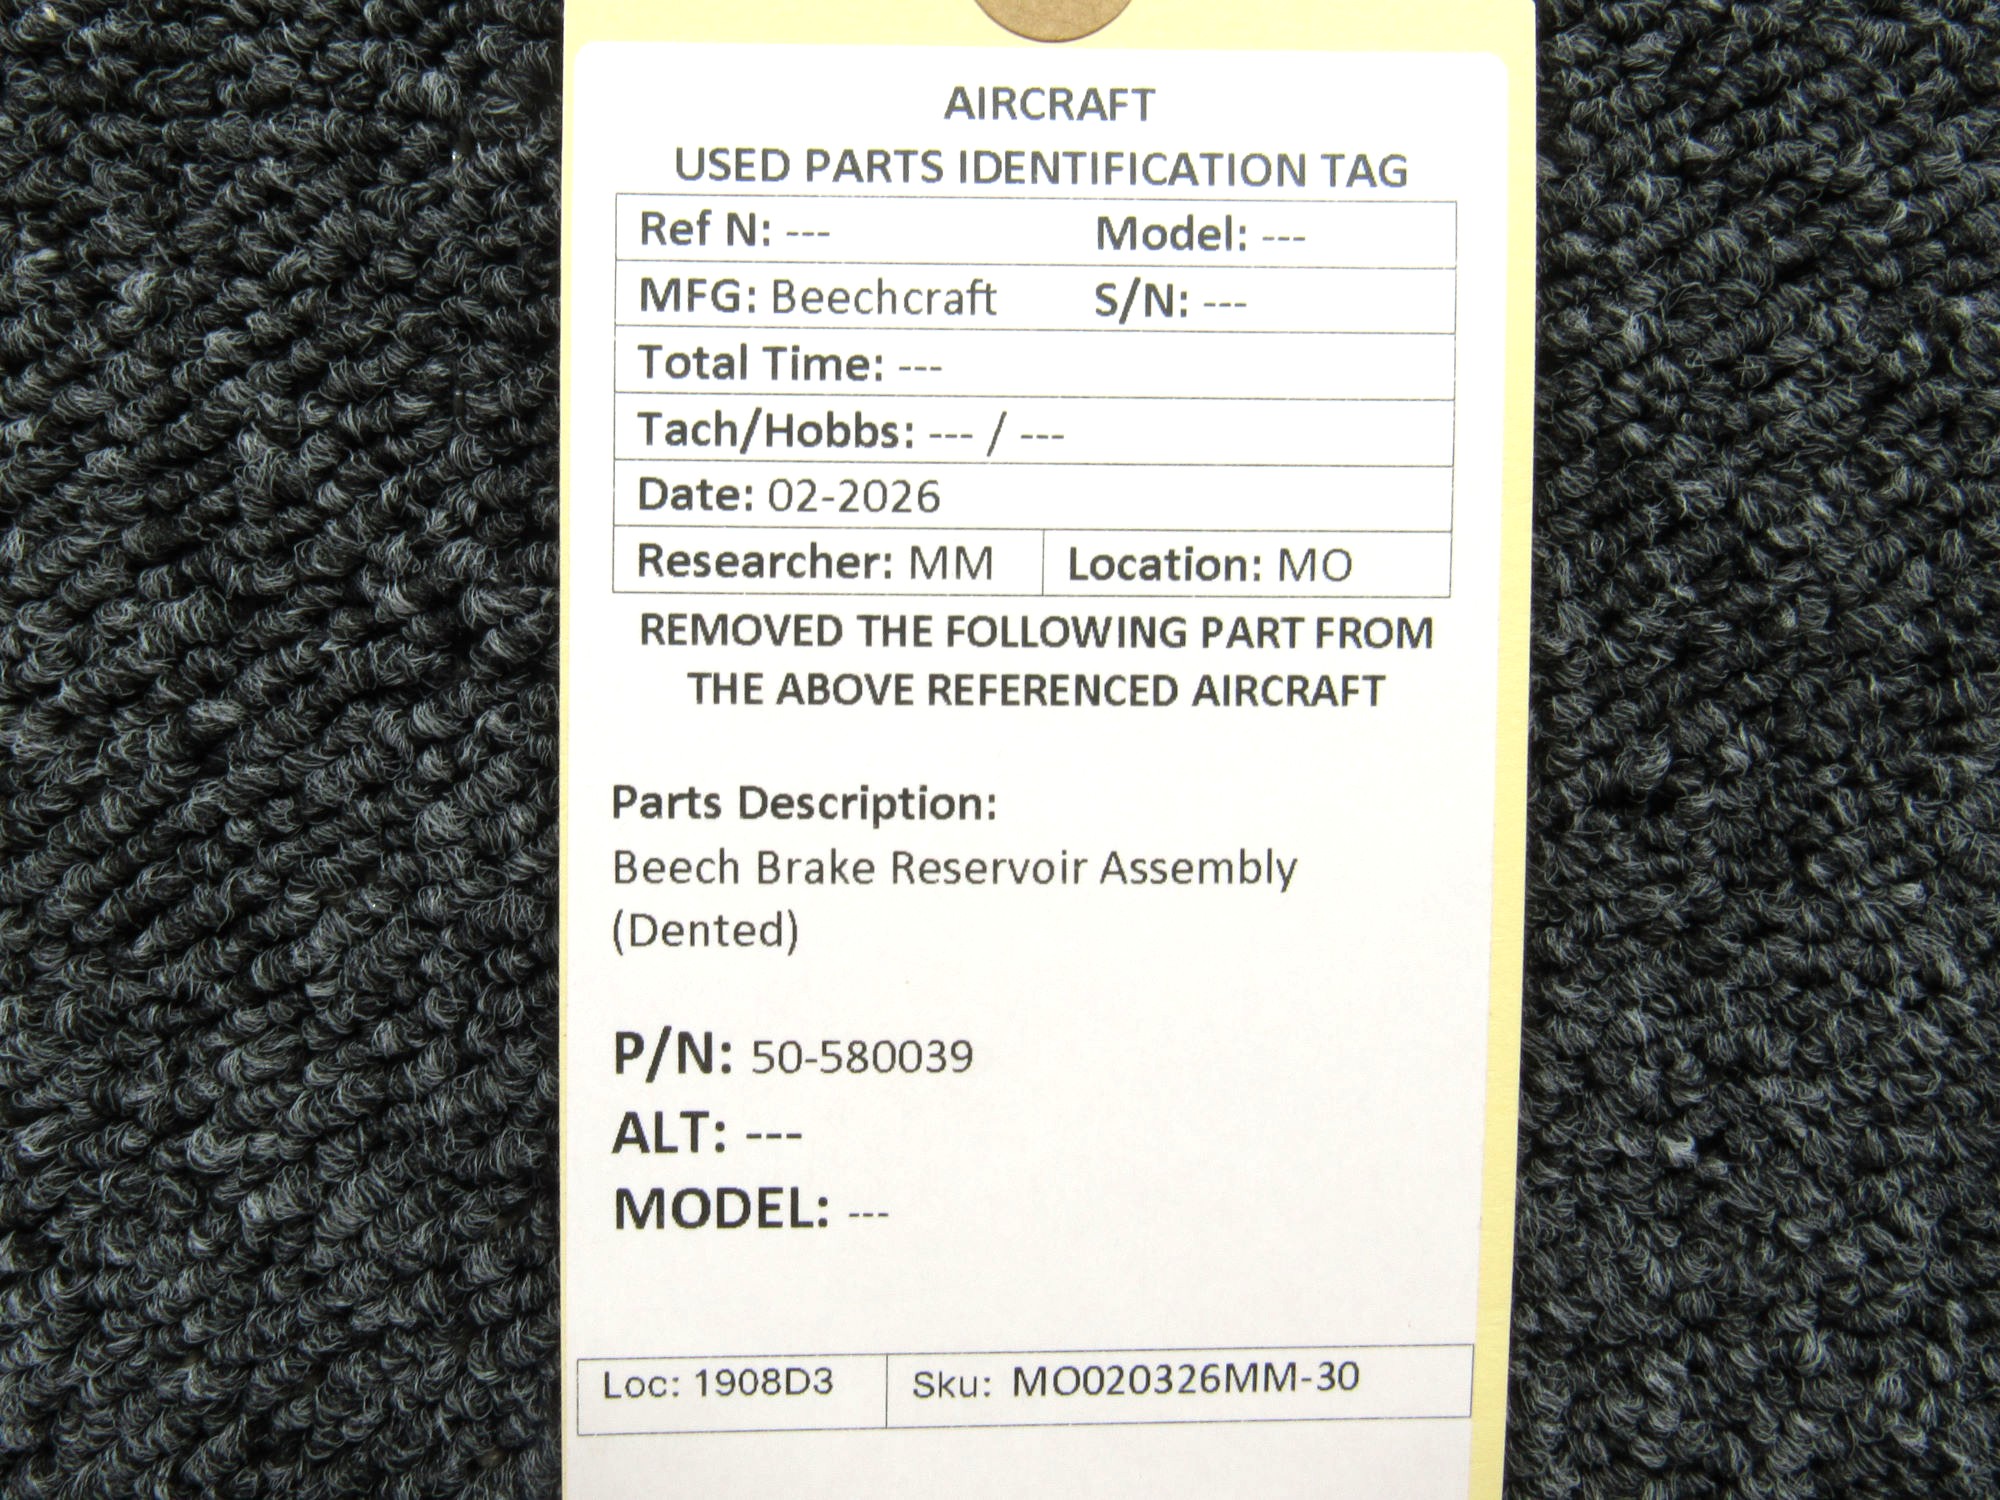 AIRCRAFT
USED PARTS IDENTIFICATION TAG
Ref N: --- Model: ---
MFG: Beechcraft S/N: ---
Total Time: ---
Tach/Hobbs: --- / ---
Date: 02-2026
Researcher: MM Location: MO
REMOVED THE FOLLOWING PART FROM
THE ABOVE REFERENCED AIRCRAFT
Parts Description:
Beech Brake Reservoir Assembly
(Dented)
P/N: 50-580039
ALT: ---
MODEL: ---
Loc: 1908D3 Sku: MO020326MM-30